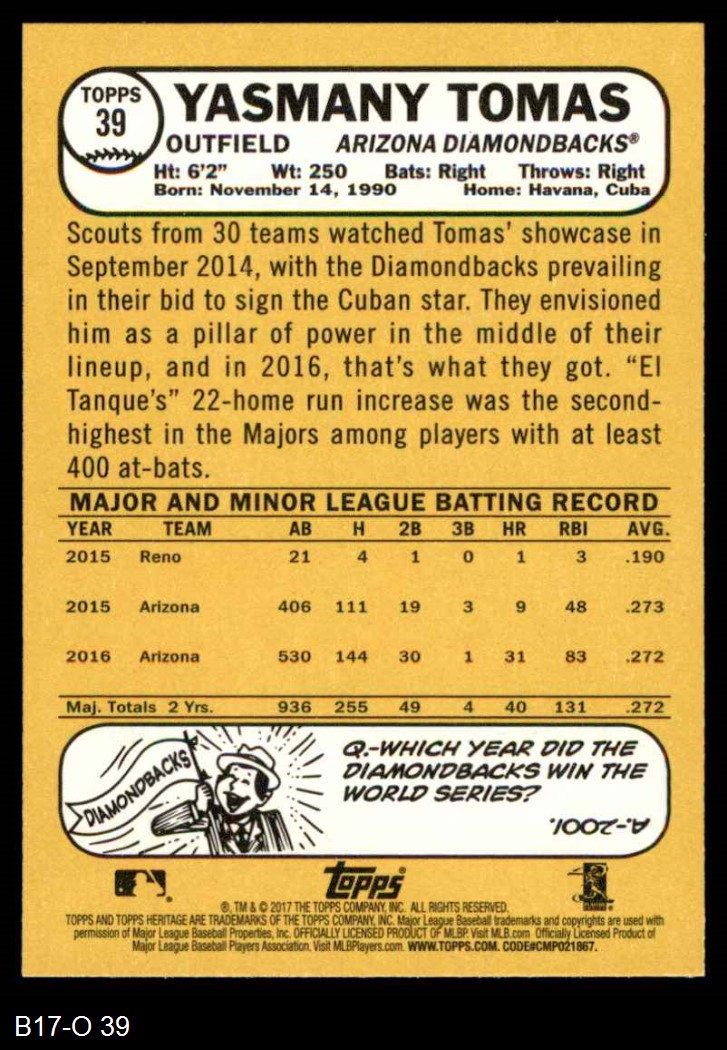 TOPPS
39
YASMANY TOMAS
OUTFIELD ARIZONA DIAMONDBACKS®
Ht: 6'2" Wt: 250 Bats: Right Throws: Right
Born: November 14, 1990 Home: Havana, Cuba
Scouts from 30 teams watched Tomas' showcase in
September 2014, with the Diamondbacks prevailing
in their bid to sign the Cuban star. They envisioned
him as a pillar of power in the middle of their
lineup, and in 2016, that's what they got. "El
Tanque's" 22-home run increase was the second-
highest in the Majors among players with at least
400 at-bats.
MAJOR AND MINOR LEAGUE BATTING RECORD
YEAR TEAM AB H 2B 3B HR RBI AVG.
2015 Reno 21 4 1 0 1 3 .190
2015 Arizona 406 111 19 3 9 48 .273
2016 Arizona 530 144 30 1 31 83 .272
Maj. Totals 2 Yrs. 936 255 49 4 40 131 .272
DIAMONDBACKS
Q.-WHICH YEAR DID THE
DIAMONDBACKS WIN THE
WORLD SERIES?
A.-2001.
Topps
®, TM & © 2017 THE TOPPS COMPANY, INC. ALL RIGHTS RESERVED.
TOPPS AND TOPPS HERITAGE ARE TRADEMARKS OF THE TOPPS COMPANY, INC. Major League Baseball trademarks and copyrights are used with
permission of Major League Baseball Properties, Inc. OFFICIALLY LICENSED PRODUCT OF MLBP. Visit MLB.com Officially Licensed Product of
Major League Baseball Players Association. Visit MLBPlayers.com. WWW.TOPPS.COM. CODE#CMP021867.
B17-O 39